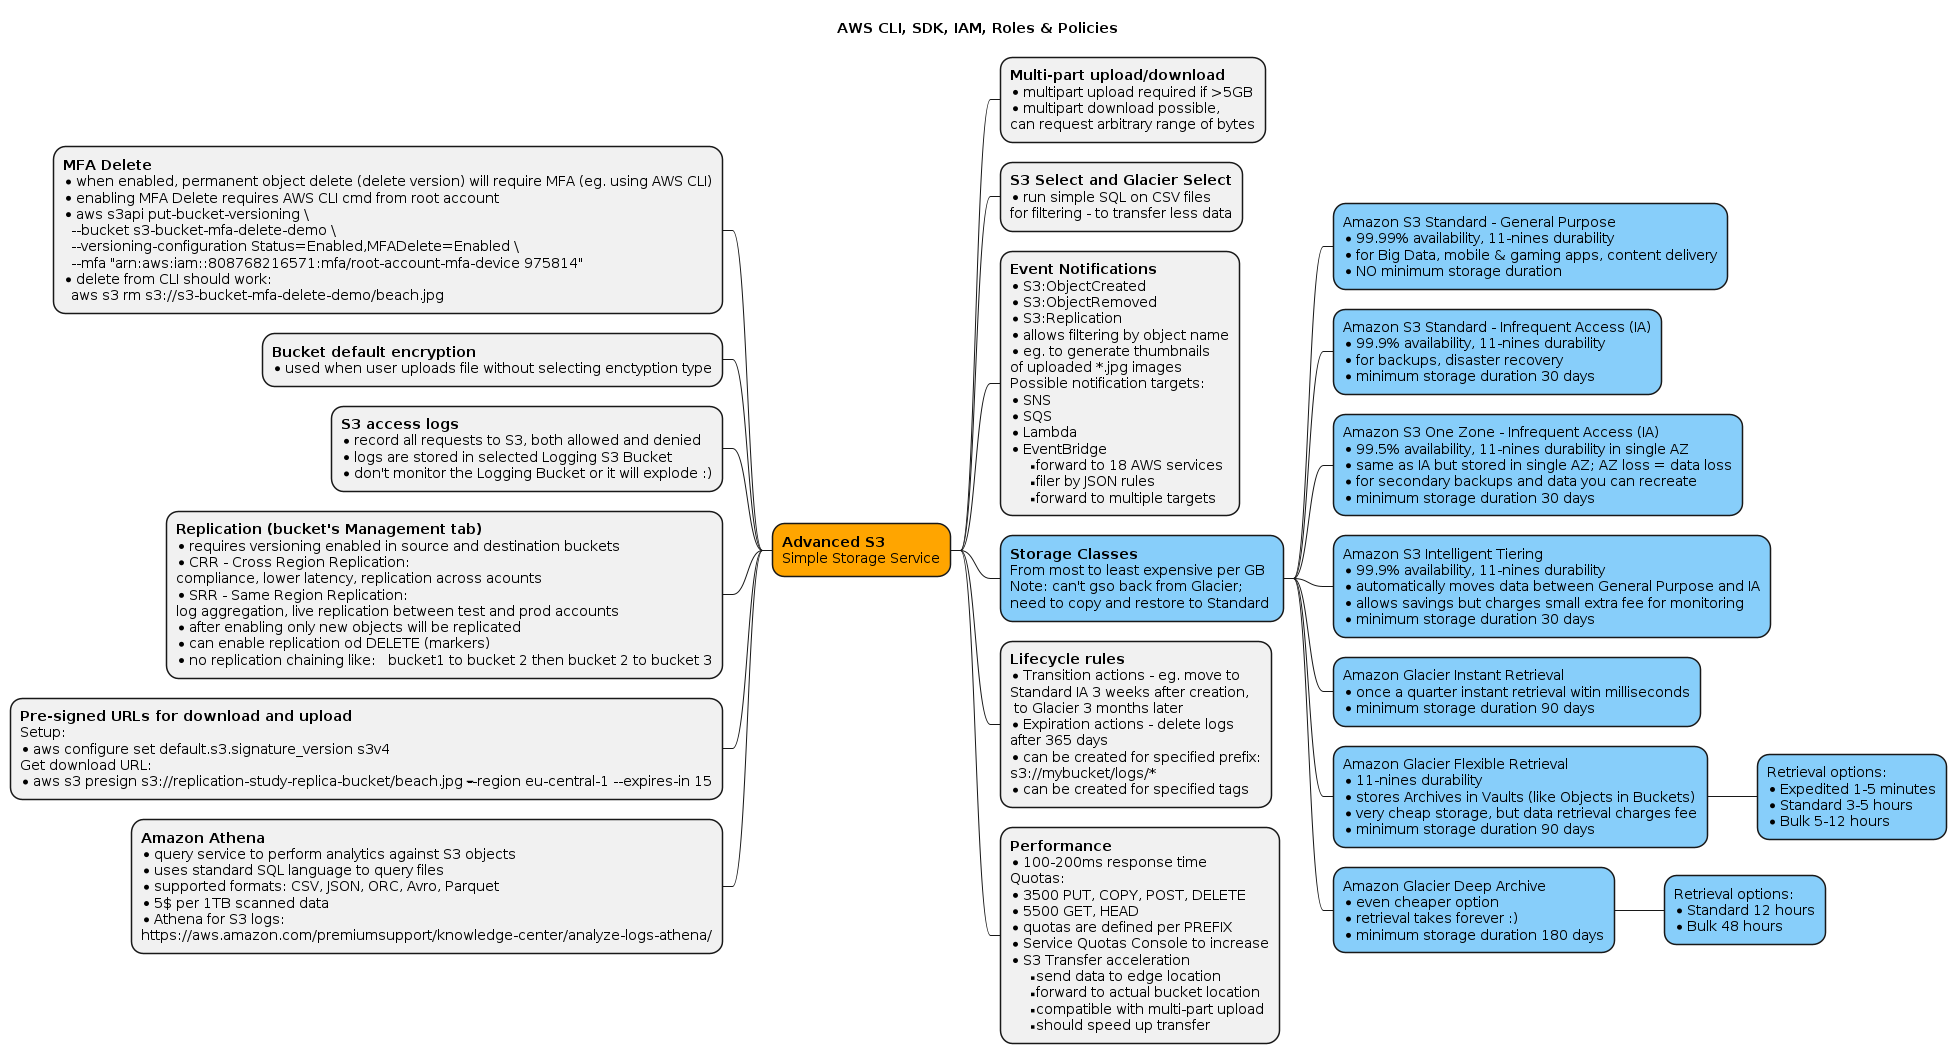 AWS CLI, SDK, IAM, Roles & Policies
MFA Delete
• when enabled, permanent object delete (delete version) will require MFA (eg. using AWS CLI)
• enabling MFA Delete requires AWS CLI cmd from root account
• aws s3api put-bucket-versioning \
--bucket s3-bucket-mfa-delete-demo \
--versioning-configuration Status=Enabled,MFADelete=Enabled \
--mfa "arn:aws:iam::808768216571:mfa/root-account-mfa-device 975814"
• delete from CLI should work:
aws s3 rm s3://s3-bucket-mfa-delete-demo/beach.jpg
Bucket default encryption
• used when user uploads file without selecting enctyption type
S3 access logs
• record all requests to S3, both allowed and denied
• logs are stored in selected Logging S3 Bucket
• don't monitor the Logging Bucket or it will explode :)
Replication (bucket's Management tab)
• requires versioning enabled in source and destination buckets
• CRR - Cross Region Replication:
compliance, lower latency, replication across acounts
• SRR - Same Region Replication:
log aggregation, live replication between test and prod accounts
• after enabling only new objects will be replicated
• can enable replication od DELETE (markers)
• no replication chaining like:   bucket1 to bucket 2 then bucket 2 to bucket 3
Pre-signed URLs for download and upload
Setup:
• aws configure set default.s3.signature_version s3v4
Get download URL:
• aws s3 presign s3://replication-study-replica-bucket/beach.jpg --region eu-central-1 --expires-in 15
Amazon Athena
• query service to perform analytics against S3 objects
• uses standard SQL language to query files
• supported formats: CSV, JSON, ORC, Avro, Parquet
• 5$ per 1TB scanned data
• Athena for S3 logs:
https://aws.amazon.com/premiumsupport/knowledge-center/analyze-logs-athena/
Advanced S3
Simple Storage Service
Multi-part upload/download
• multipart upload required if >5GB
• multipart download possible,
can request arbitrary range of bytes
S3 Select and Glacier Select
• run simple SQL on CSV files
for filtering - to transfer less data
Event Notifications
• S3:ObjectCreated
• S3:ObjectRemoved
• S3:Replication
• allows filtering by object name
• eg. to generate thumbnails
of uploaded *.jpg images
Possible notification targets:
• SNS
• SQS
• Lambda
• EventBridge
▪ forward to 18 AWS services
▪ filer by JSON rules
▪ forward to multiple targets
Storage Classes
From most to least expensive per GB
Note: can't gso back from Glacier;
need to copy and restore to Standard
Lifecycle rules
• Transition actions - eg. move to
Standard IA 3 weeks after creation,
to Glacier 3 months later
• Expiration actions - delete logs
after 365 days
• can be created for specified prefix:
s3://mybucket/logs/*
• can be created for specified tags
Performance
• 100-200ms response time
Quotas:
• 3500 PUT, COPY, POST, DELETE
• 5500 GET, HEAD
• quotas are defined per PREFIX
• Service Quotas Console to increase
• S3 Transfer acceleration
▪ send data to edge location
▪ forward to actual bucket location
▪ compatible with multi-part upload
▪ should speed up transfer
Amazon S3 Standard - General Purpose
• 99.99% availability, 11-nines durability
• for Big Data, mobile & gaming apps, content delivery
• NO minimum storage duration
Amazon S3 Standard - Infrequent Access (IA)
• 99.9% availability, 11-nines durability
• for backups, disaster recovery
• minimum storage duration 30 days
Amazon S3 One Zone - Infrequent Access (IA)
• 99.5% availability, 11-nines durability in single AZ
• same as IA but stored in single AZ; AZ loss = data loss
• for secondary backups and data you can recreate
• minimum storage duration 30 days
Amazon S3 Intelligent Tiering
• 99.9% availability, 11-nines durability
• automatically moves data between General Purpose and IA
• allows savings but charges small extra fee for monitoring
• minimum storage duration 30 days
Amazon Glacier Instant Retrieval
• once a quarter instant retrieval witin milliseconds
• minimum storage duration 90 days
Amazon Glacier Flexible Retrieval
• 11-nines durability
• stores Archives in Vaults (like Objects in Buckets)
• very cheap storage, but data retrieval charges fee
• minimum storage duration 90 days
Retrieval options:
• Expedited 1-5 minutes
• Standard 3-5 hours
• Bulk 5-12 hours
Amazon Glacier Deep Archive
• even cheaper option
• retrieval takes forever :)
• minimum storage duration 180 days
Retrieval options:
• Standard 12 hours
• Bulk 48 hours